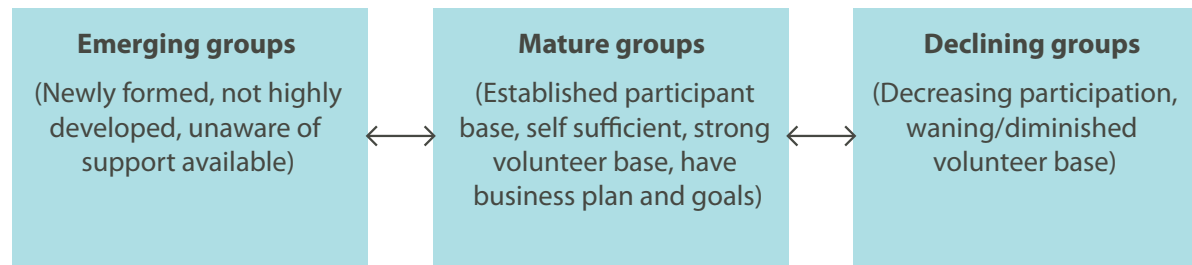 Emerging groups
(Newly formed, not highly
developed, unaware of
support available)
Mature groups
(Established participant
base, self sufficient, strong
volunteer base, have
business plan and goals)
Declining groups
(Decreasing participation,
waning/diminished
volunteer base)